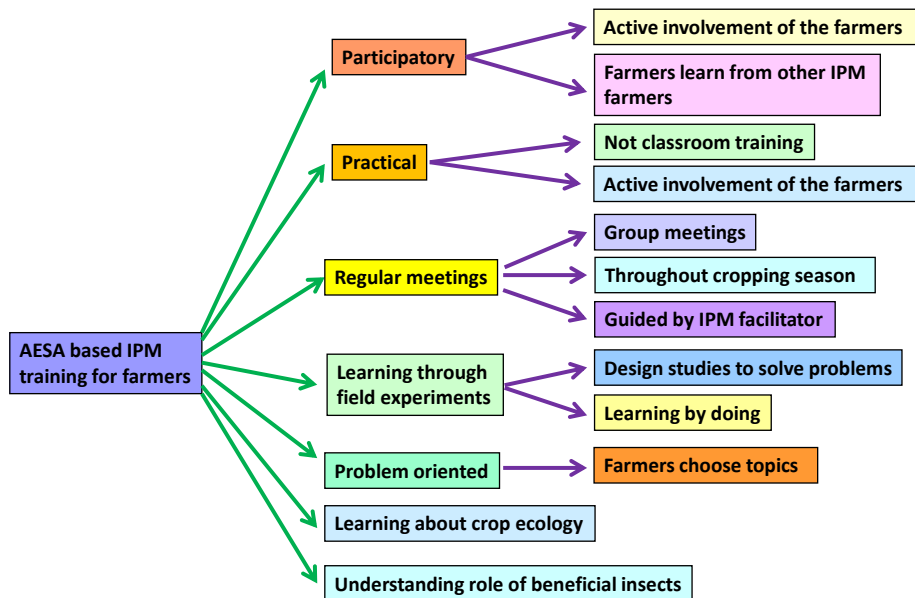 Active involvement of the farmers
Participatory
Farmers learn from other IPM
farmers
Not classroom training
Practical
Active involvement of the farmers
Group meetings
Regular meetings
Throughout cropping season
Guided by IPM facilitator
AESA based IPM
training for farmers
Learning through
field experiments
Design studies to solve problems
Learning by doing
Problem oriented
Farmers choose topics
Learning about crop ecology
Understanding role of beneficial insects